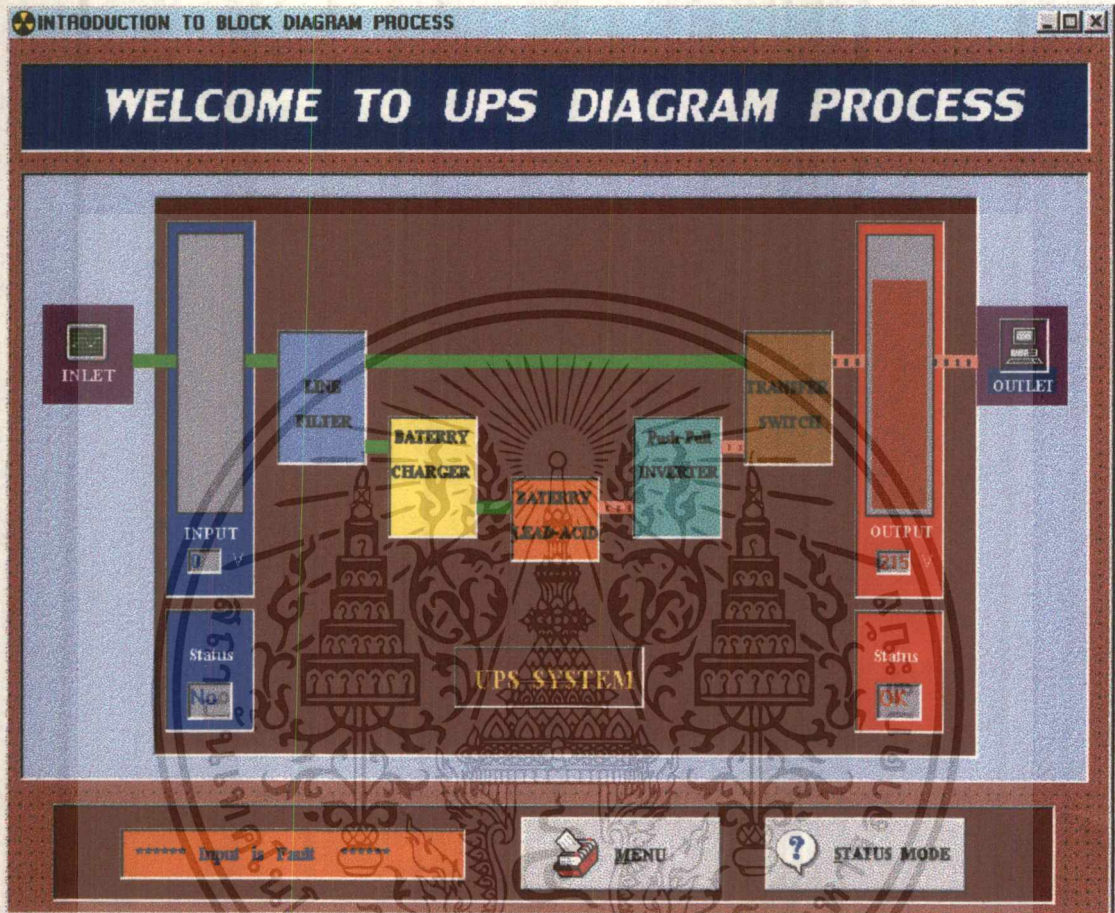 INTRODUCTION TO BLOCK DIAGRAM PROCESS
WELCOME TO UPS DIAGRAM PROCESS
INLET
LINE
FILTER
BATERRY
CHARGER
BATERRY
LEAD-ACID
Push-Pull
INVERTER
TRANSFER
SWITCH
OUTLET
INPUT
0 V
OUTPUT
215 V
Status
Noo
Status
OK
UPS SYSTEM
****** Input is Fault ******
MENU
STATUS MODE